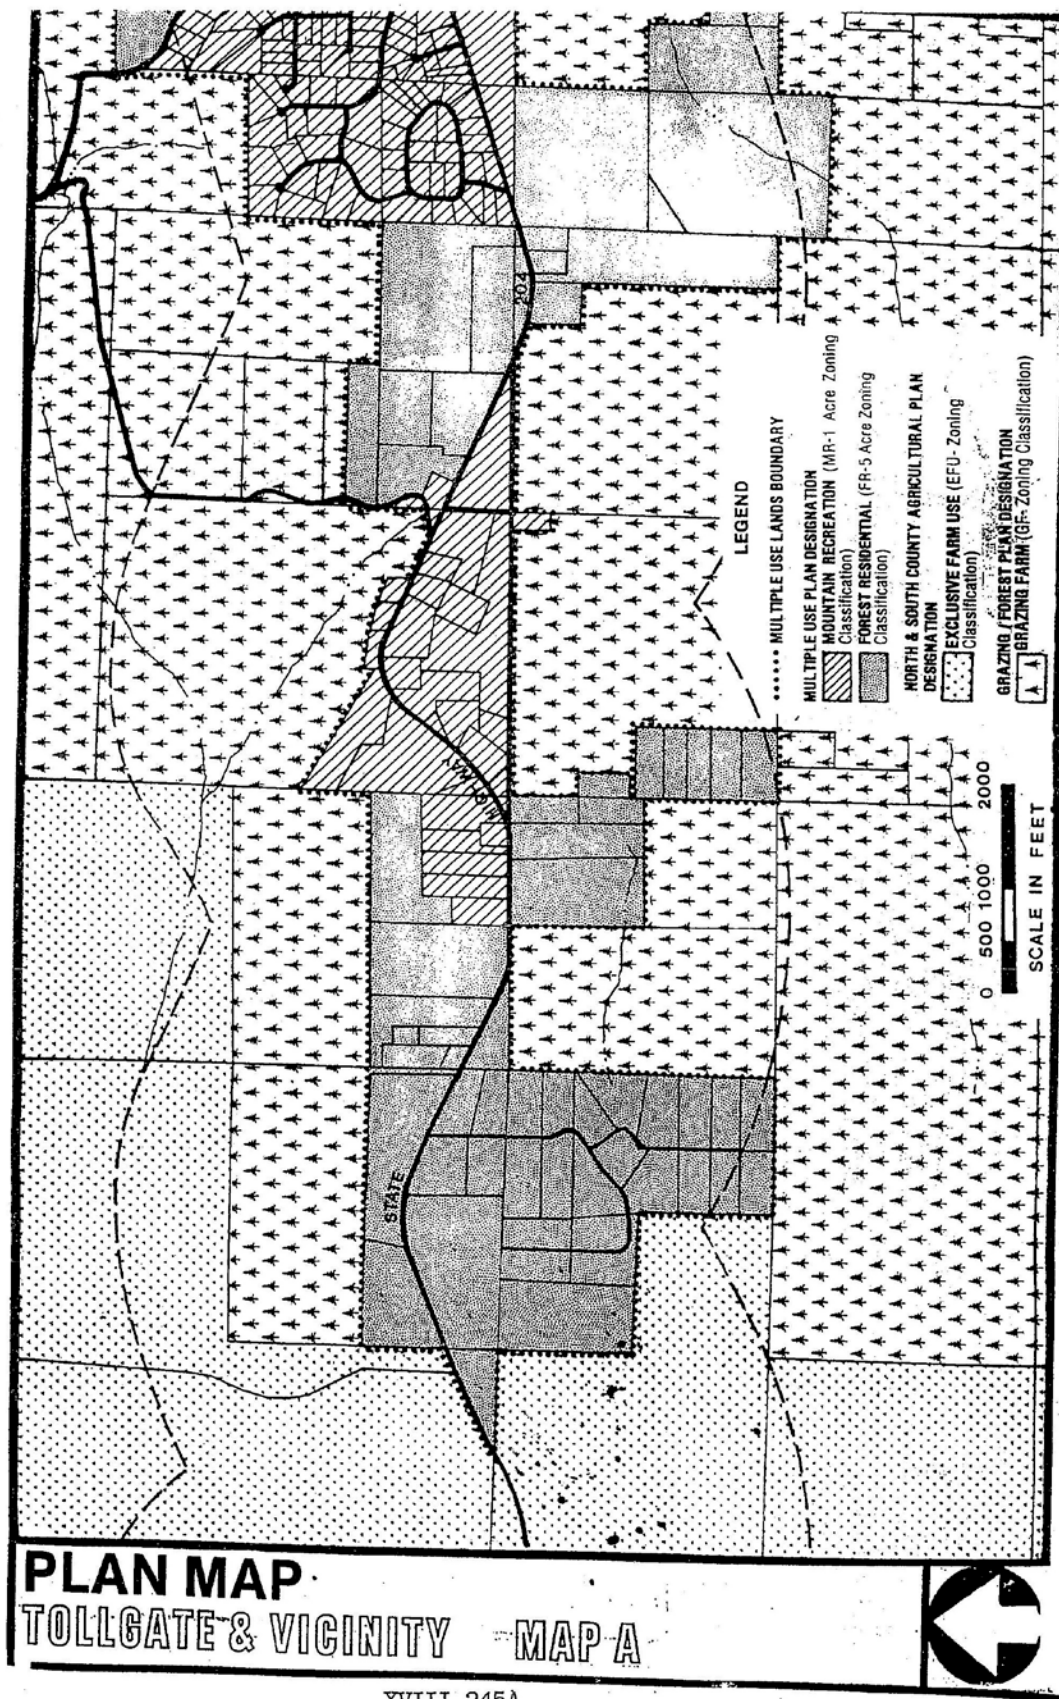 PLAN MAP
TOLLGATE & VICINITY MAP A
STATE
HIGHWAY
204
LEGEND
MULTIPLE USE LANDS BOUNDARY
MULTIPLE USE PLAN DESIGNATION
MOUNTAIN RECREATION (MR-1 Acre Zoning
Classification)
FOREST RESIDENTIAL (FR-5 Acre Zoning
Classification)
NORTH & SOUTH COUNTY AGRICULTURAL PLAN
DESIGNATION
EXCLUSIVE FARM USE (EFU- Zoning
Classification)
GRAZING / FOREST PLAN DESIGNATION
GRAZING FARM (GF- Zoning Classification)
0 500 1000 2000
SCALE IN FEET
XVIII-245A